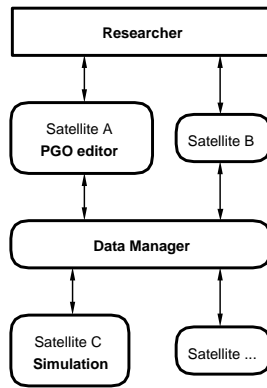 Researcher
Satellite A
PGO editor
Satellite B
Data Manager
Satellite C
Simulation
Satellite ...